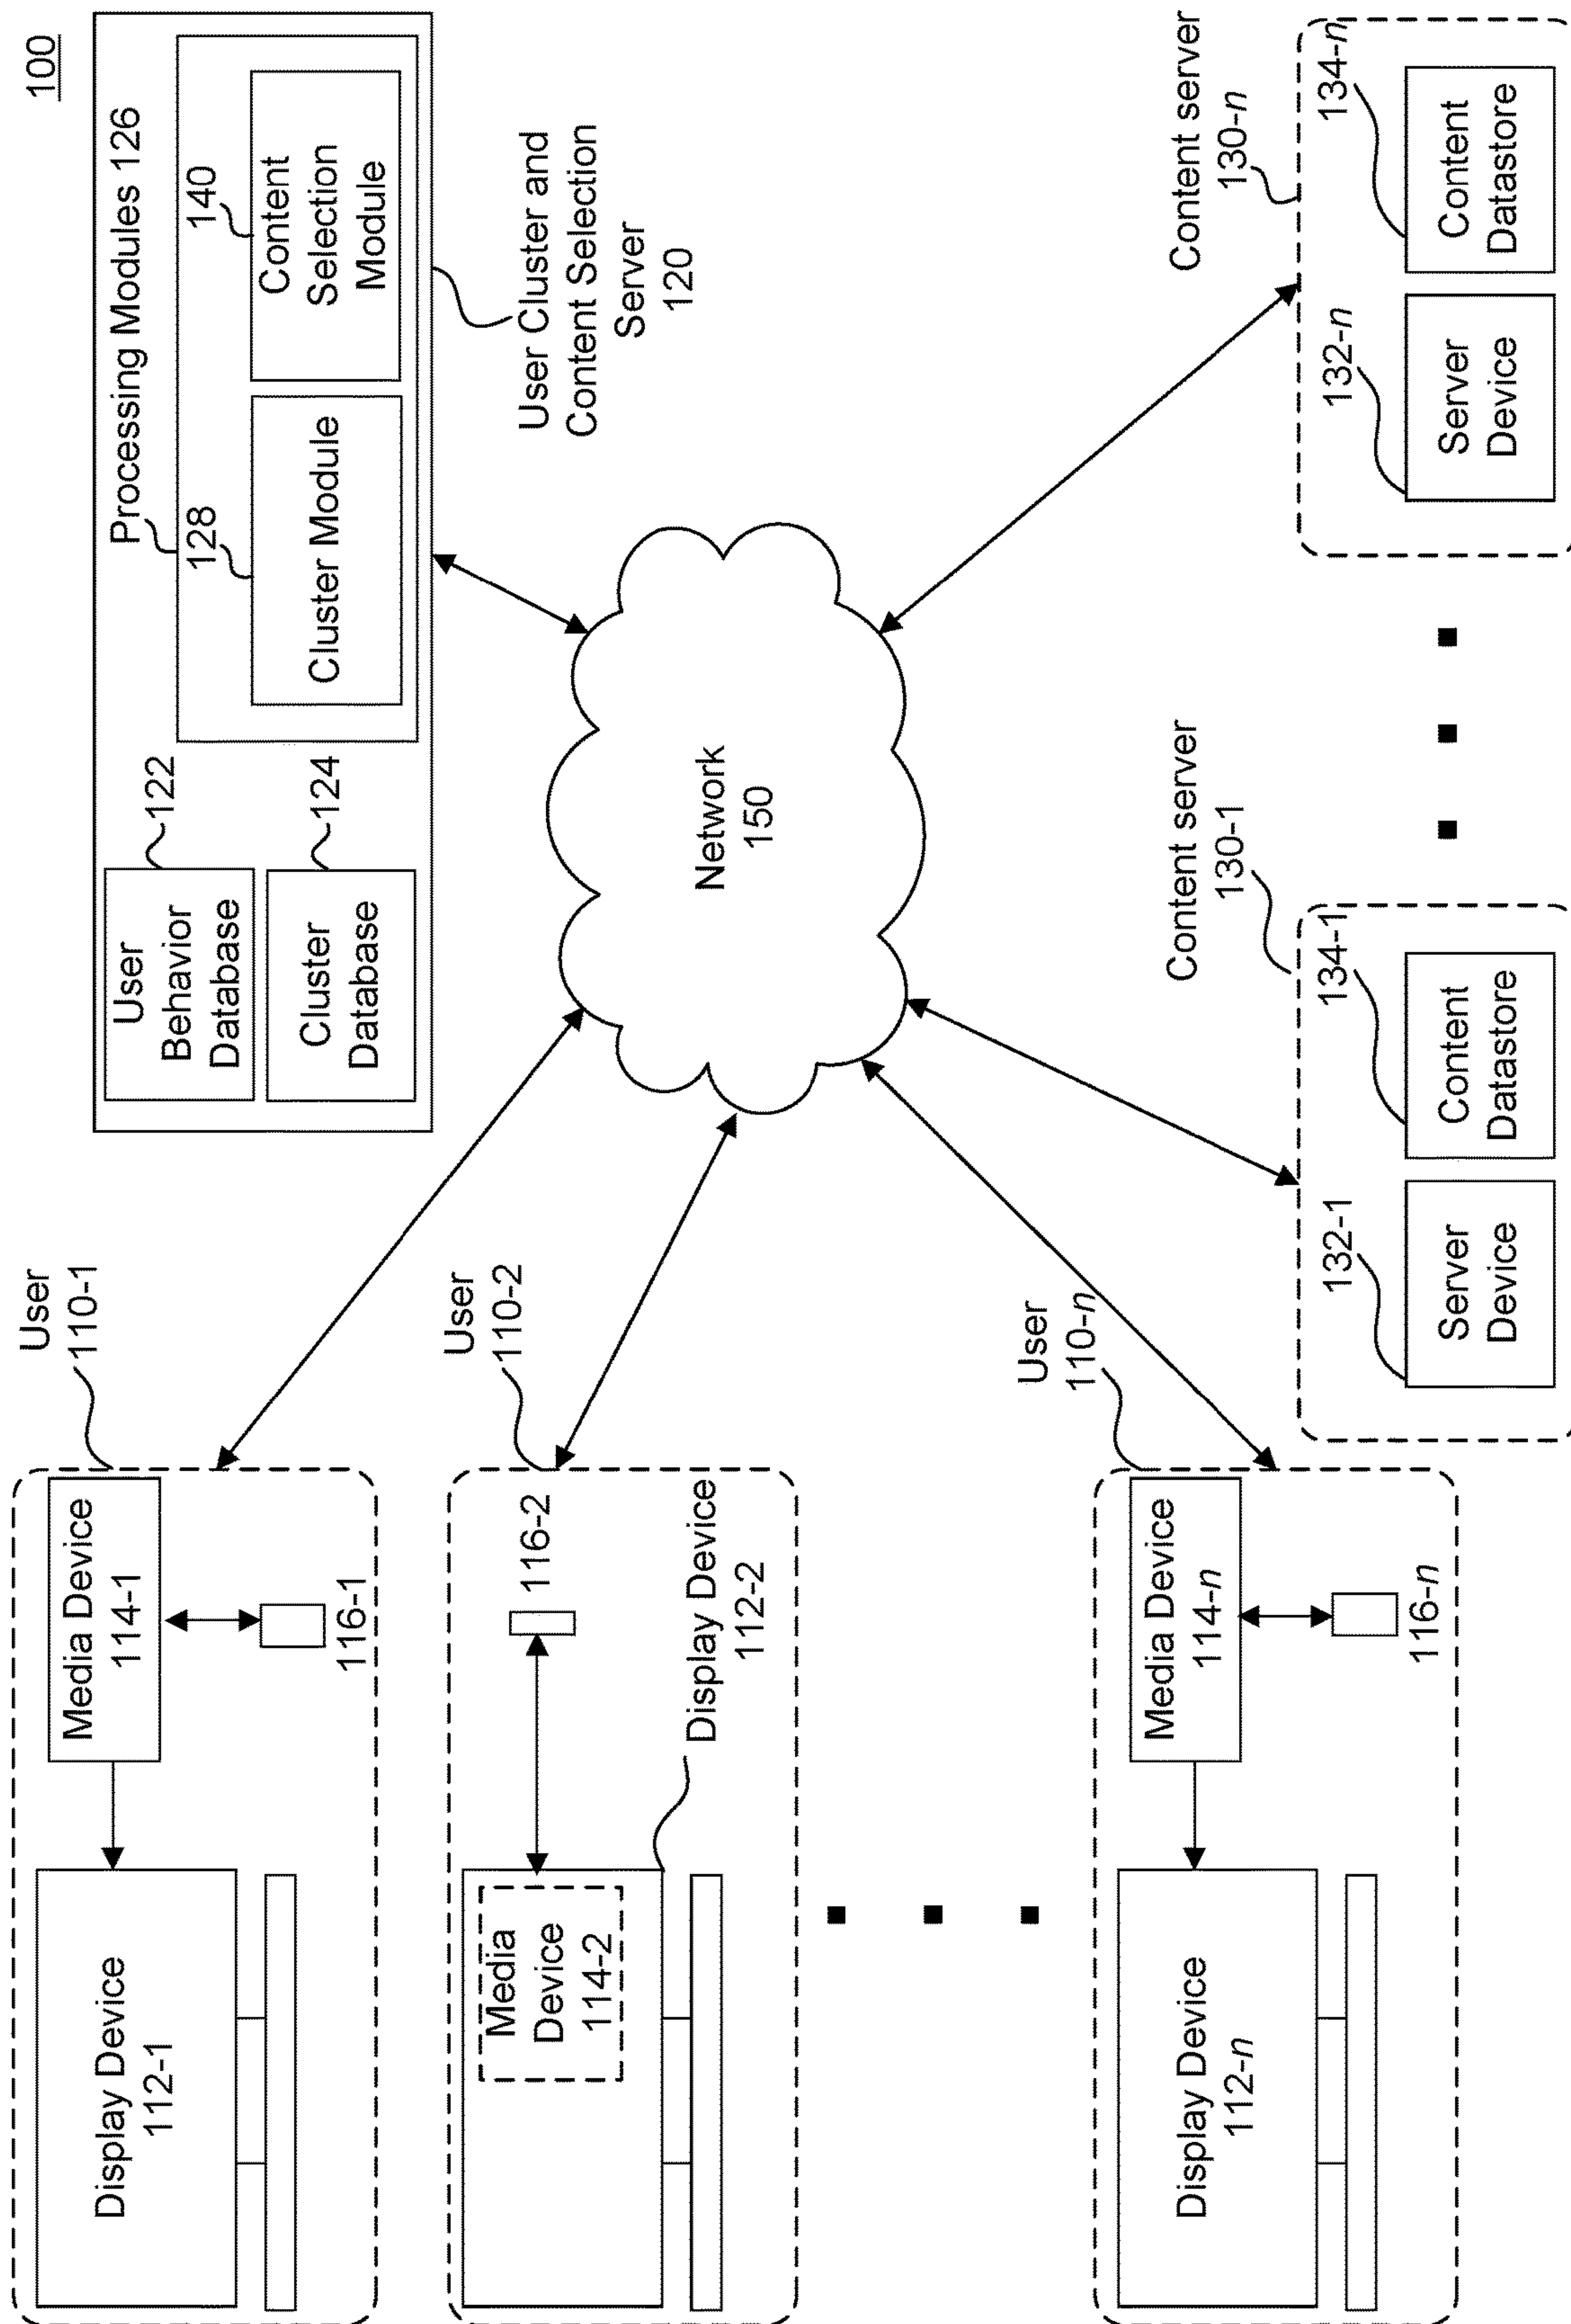 100
User
110-1
Display Device
112-1
Media Device
114-1
116-1
User
110-2
Media
Device
114-2
116-2
Display Device
112-2
User
110-n
Display Device
112-n
Media Device
114-n
116-n
User
Behavior
Database
122
Cluster
Database
124
Processing Modules 126
128
Cluster Module
140
Content
Selection
Module
User Cluster and
Content Selection
Server
120
Network
150
Content server
130-1
132-1
Server
Device
134-1
Content
Datastore
Content server
130-n
132-n
Server
Device
134-n
Content
Datastore